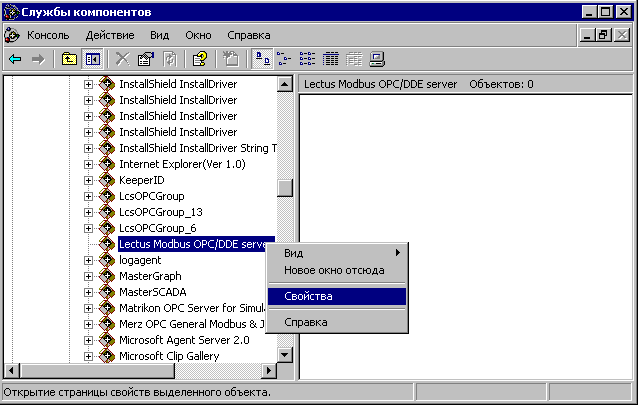 Службы компонентов
Консоль Действие Вид Окно Справка
Lectus Modbus OPC/DDE server Объектов: 0
InstallShield InstallDriver
InstallShield InstallDriver
InstallShield InstallDriver
InstallShield InstallDriver
InstallShield InstallDriver String T
Internet Explorer(Ver 1.0)
KeeperID
LcsOPCGroup
LcsOPCGroup_13
LcsOPCGroup_6
Lectus Modbus OPC/DDE serve
logagent
MasterGraph
MasterSCADA
Matrikon OPC Server for Simula
Merz OPC General Modbus & J
Microsoft Agent Server 2.0
Microsoft Clip Gallery
Вид
Новое окно отсюда
Свойства
Справка
Открытие страницы свойств выделенного объекта.